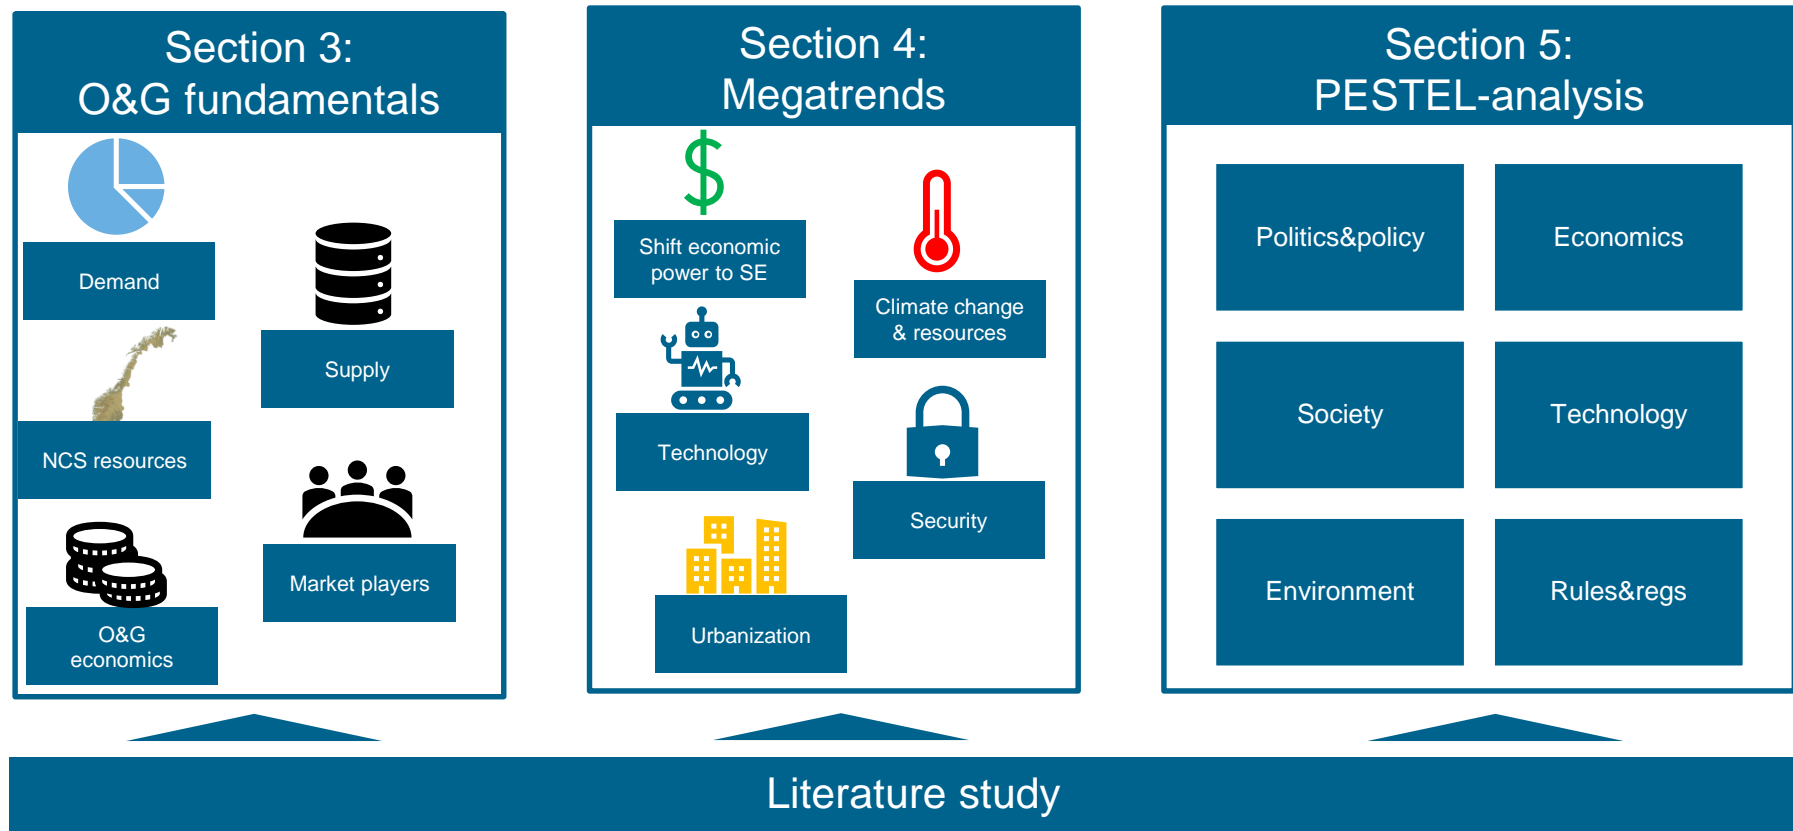 Section 3:
O&G fundamentals
Demand
Supply
NCS resources
Market players
O&G
economics
Section 4:
Megatrends
Shift economic
power to SE
Climate change
& resources
Technology
Security
Urbanization
Section 5:
PESTEL-analysis
Politics&policy
Economics
Society
Technology
Environment
Rules&regs
Literature study